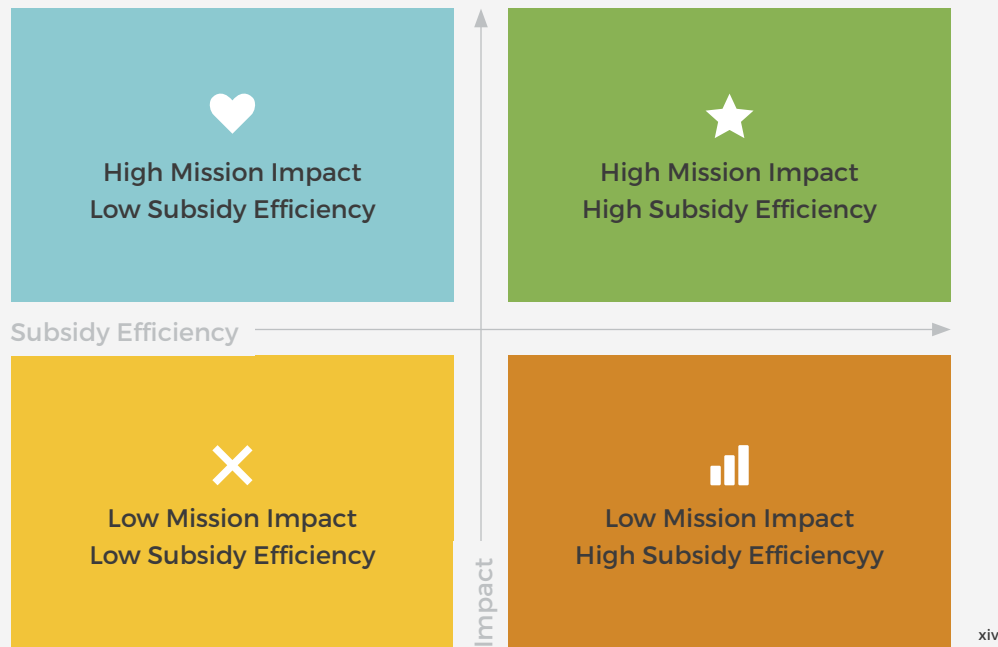 High Mission Impact
Low Subsidy Efficiency
High Mission Impact
High Subsidy Efficiency
Subsidy Efficiency
Low Mission Impact
Low Subsidy Efficiency
Low Mission Impact
High Subsidy Efficiencyy
Impact
xiv